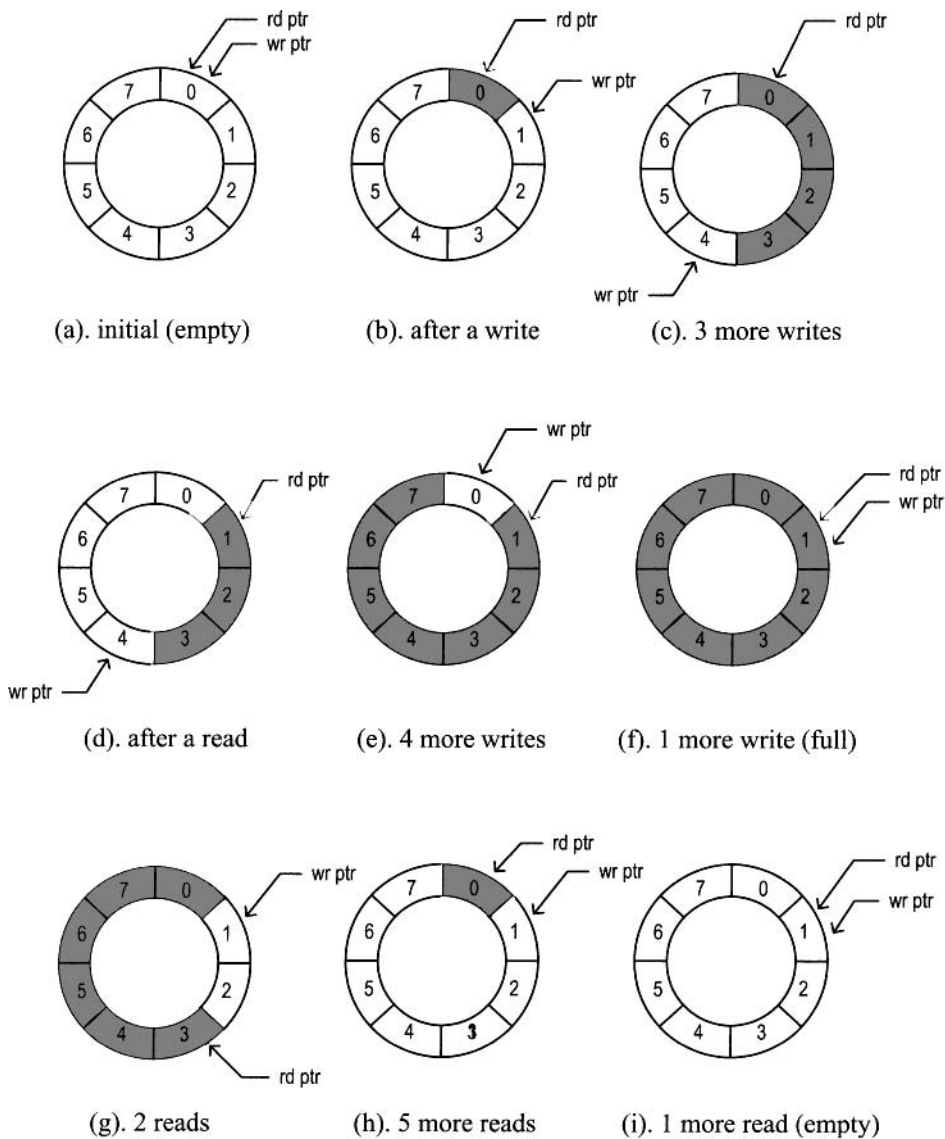 rd ptr
wr ptr
7 0
6 1
5 2
4 3
(a). initial (empty)
rd ptr
wr ptr
7 0
6 1
5 2
4 3
(b). after a write
rd ptr
7 0
6 1
5 2
4 3
wr ptr
(c). 3 more writes
rd ptr
7 0
6 1
5 2
4 3
wr ptr
(d). after a read
wr ptr
rd ptr
7 0
6 1
5 2
4 3
(e). 4 more writes
rd ptr
wr ptr
7 0
6 1
5 2
4 3
(f). 1 more write (full)
wr ptr
7 0
6 1
5 2
4 3
rd ptr
(g). 2 reads
rd ptr
wr ptr
7 0
6 1
5 2
4 3
(h). 5 more reads
rd ptr
wr ptr
7 0
6 1
5 2
4 3
(i). 1 more read (empty)